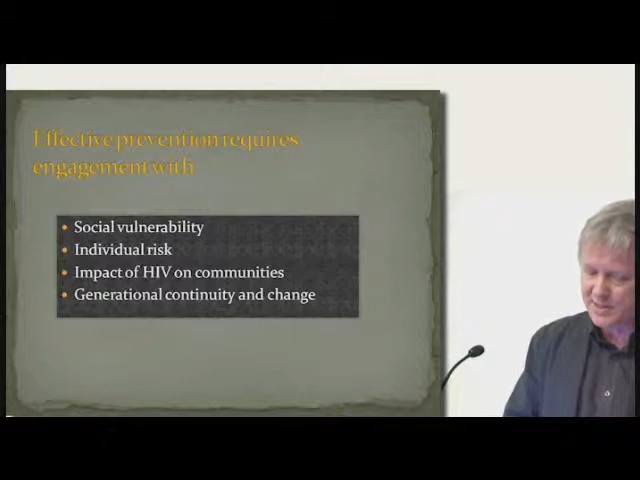 Effective prevention requires
engagement with
Social vulnerability
Individual risk
Impact of HIV on communities
Generational continuity and change